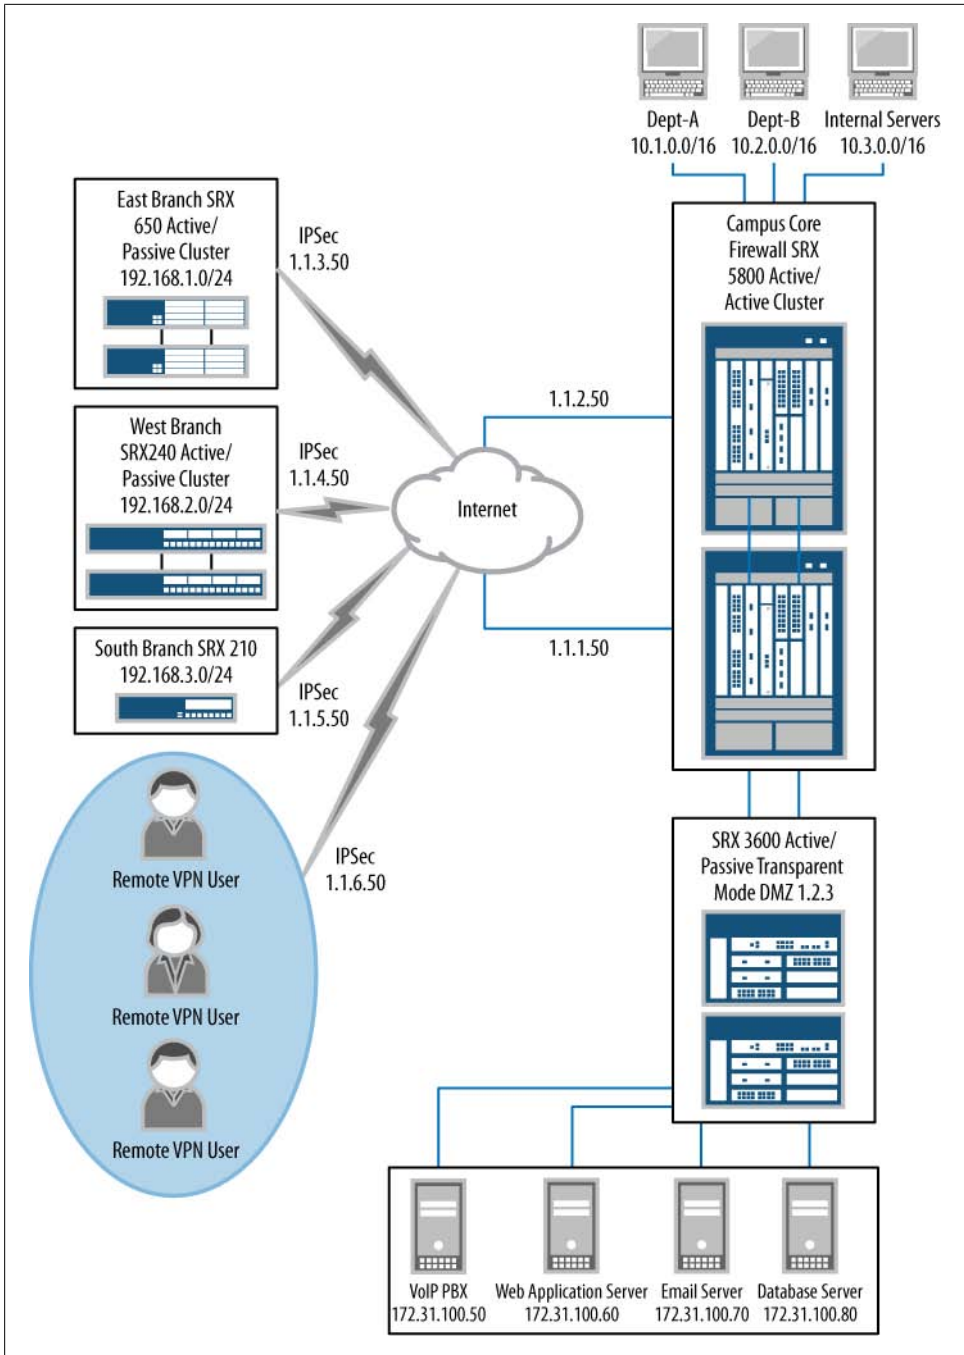 Dept-A
10.1.0.0/16
Dept-B
10.2.0.0/16
Internal Servers
10.3.0.0/16
East Branch SRX
650 Active/
Passive Cluster
192.168.1.0/24
IPSec
1.1.3.50
Campus Core
Firewall SRX
5800 Active/
Active Cluster
1.1.2.50
West Branch
SRX240 Active/
Passive Cluster
192.168.2.0/24
IPSec
1.1.4.50
Internet
1.1.1.50
South Branch SRX 210
192.168.3.0/24
IPSec
1.1.5.50
Remote VPN User
IPSec
1.1.6.50
Remote VPN User
Remote VPN User
SRX 3600 Active/
Passive Transparent
Mode DMZ 1.2.3
VoIP PBX
172.31.100.50
Web Application Server
172.31.100.60
Email Server
172.31.100.70
Database Server
172.31.100.80